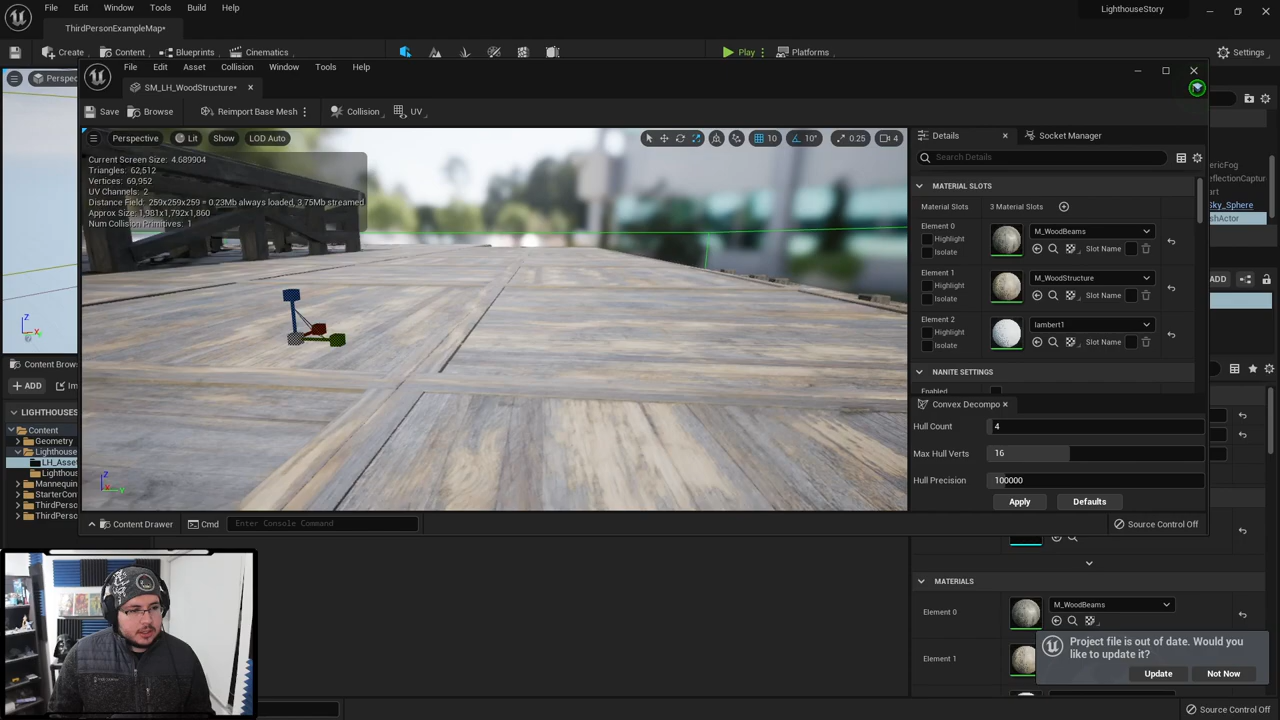 File Edit Window Tools Build Help
LighthouseStory
ThirdPersonExampleMap*
Create Content Blueprints Cinematics Play Platforms Settings
File Edit Asset Collision Window Tools Help
SM_LH_WoodStructure*
Save Browse Reimport Base Mesh Collision UV
Perspective Lit Show LOD Auto 10 10° 0.25 4
Current Screen Size: 4.689904
Triangles: 62,512
Vertices: 69,952
UV Channels: 2
Distance Field: 259x259x259 = 0.23Mb always loaded, 3.75Mb streamed
Approx Size: 1,981x1,792x1,860
Num Collision Primitives: 1
Z
Y
Details Socket Manager
Search Details
MATERIAL SLOTS
Material Slots 3 Material Slots
Element 0 M_WoodBeams
Highlight
Isolate Slot Name
Element 1 M_WoodStructure
Highlight
Isolate Slot Name
Element 2 lambert1
Highlight
Isolate Slot Name
NANITE SETTINGS
Enabled
Convex Decompo
Hull Count 4
Max Hull Verts 16
Hull Precision 100000
Apply Defaults
Content Drawer Cmd Enter Console Command Source Control Off
Perspec
Z
X
Content Brow
ADD Im
LIGHTHOUSES
Content
Geometry
Lighthouse
LH_Asset
Lighthou
Mannequin
StarterCon
ThirdPerso
ThirdPerso
Sky_Sphere
ADD
MATERIALS
Element 0 M_WoodBeams
Element 1
Project file is out of date. Would you
like to update it?
Update Not Now
Source Control Off